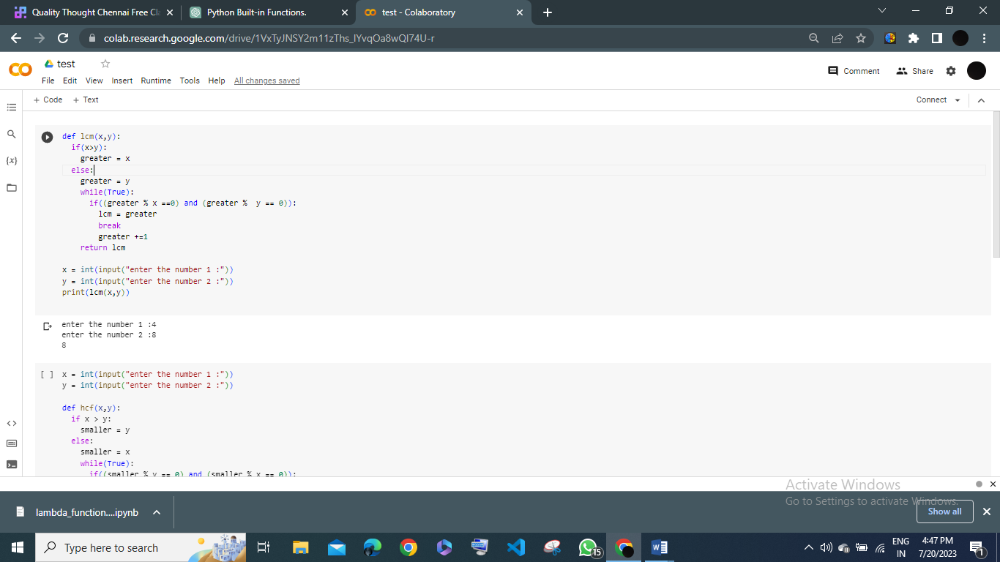 Quality Thought Chennai Free Cl
Python Built-in Functions.
test - Colaboratory
colab.research.google.com/drive/1VxTyJNSY2m11zThs_lYvqOa8wQl74U-r
test
File Edit View Insert Runtime Tools Help All changes saved
Comment Share
+ Code + Text
Connect
{x}
def lcm(x,y):
  if(x>y):
    greater = x
  else:
    greater = y
    while(True):
      if((greater % x ==0) and (greater %  y == 0)):
        lcm = greater
        break
        greater +=1
    return lcm
x = int(input("enter the number 1 :"))
y = int(input("enter the number 2 :"))
print(lcm(x,y))
enter the number 1 :4
enter the number 2 :8
8
[ ] x = int(input("enter the number 1 :"))
y = int(input("enter the number 2 :"))
def hcf(x,y):
  if x > y:
    smaller = y
  else:
    smaller = x
    while(True):
      if((smaller % y == 0) and (smaller % x == 0)):
Activate Windows
Go to Settings to activate Windows.
lambda_function....ipynb
Show all
Type here to search
15
ENG
IN
4:47 PM
7/20/2023
1